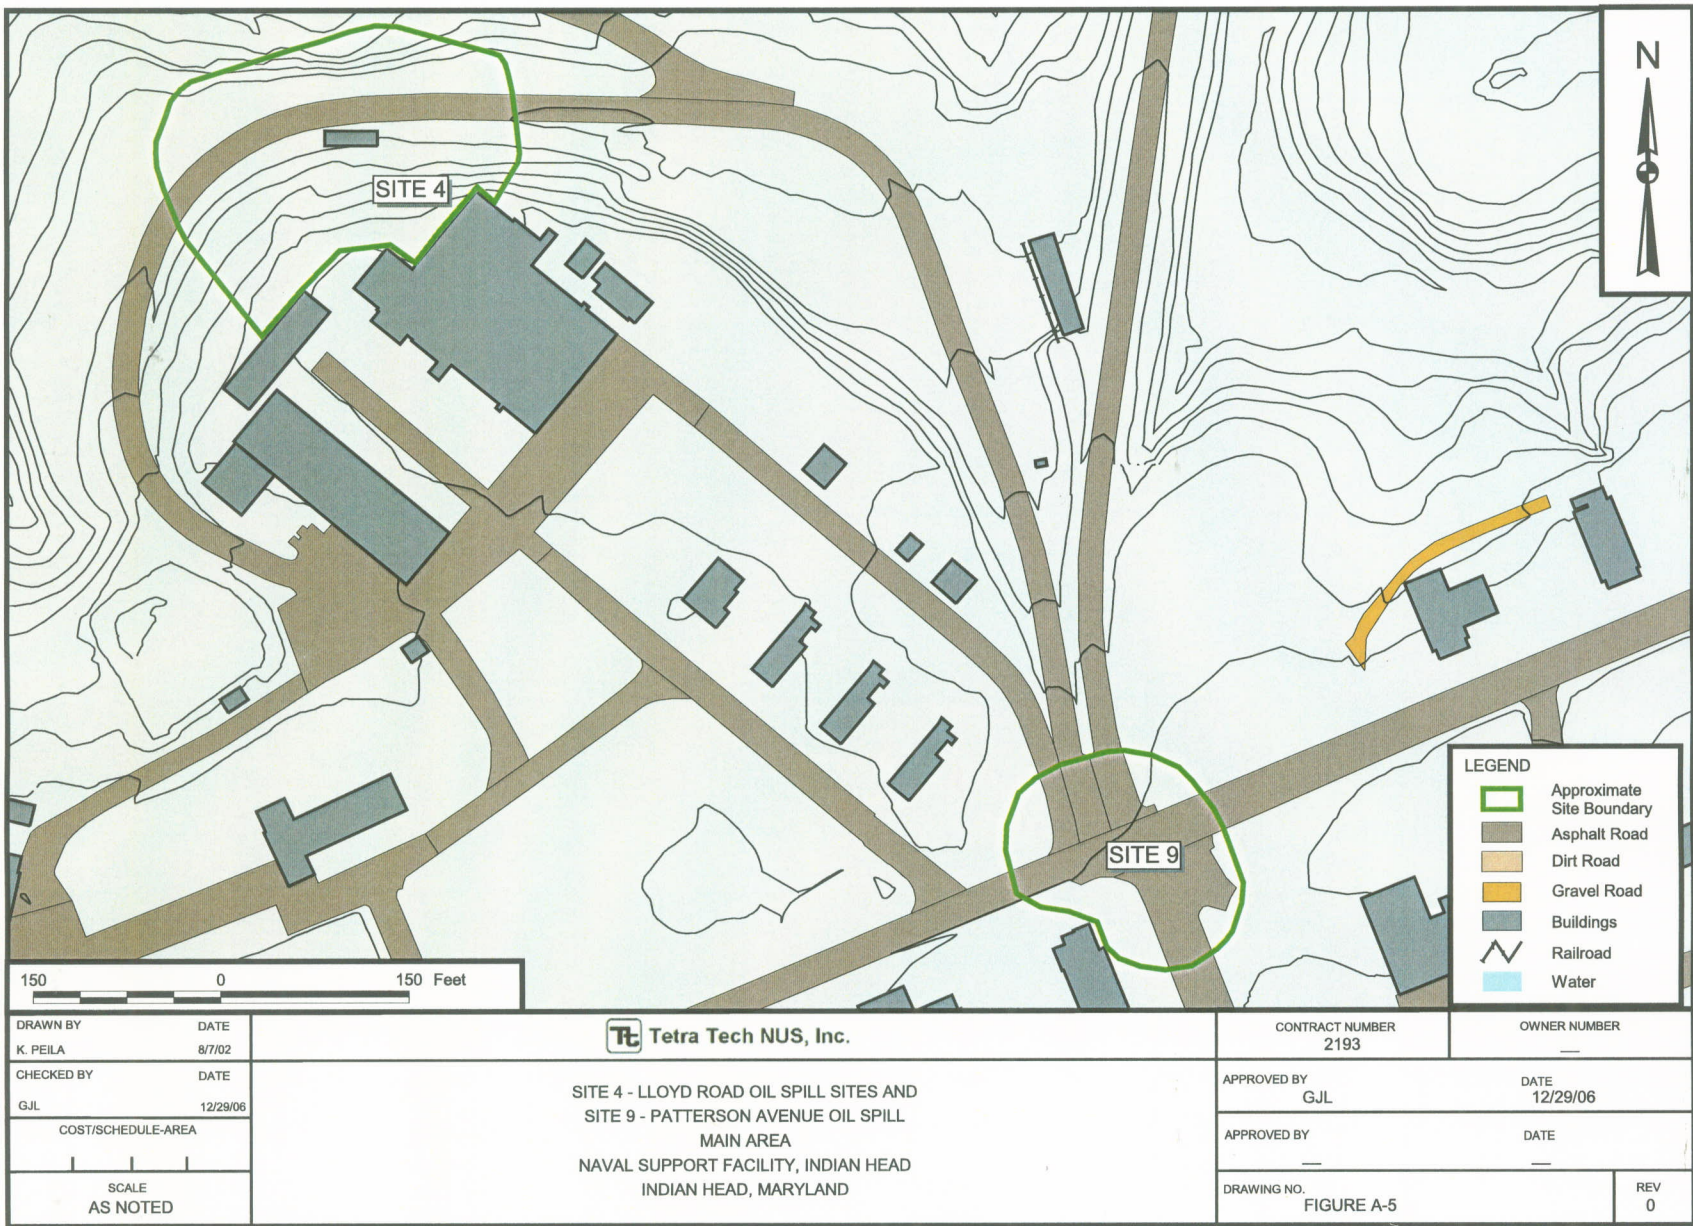 N
SITE 4
SITE 9
LEGEND
Approximate
Site Boundary
Asphalt Road
Dirt Road
Gravel Road
Buildings
Railroad
Water
150 0 150 Feet
DRAWN BY DATE
K. PEILA 8/7/02
CHECKED BY DATE
GJL 12/29/06
COST/SCHEDULE-AREA
SCALE
AS NOTED
Tt Tetra Tech NUS, Inc.
SITE 4 - LLOYD ROAD OIL SPILL SITES AND
SITE 9 - PATTERSON AVENUE OIL SPILL
MAIN AREA
NAVAL SUPPORT FACILITY, INDIAN HEAD
INDIAN HEAD, MARYLAND
CONTRACT NUMBER
2193
OWNER NUMBER
__
APPROVED BY DATE
GJL 12/29/06
APPROVED BY DATE
__ __
DRAWING NO.
FIGURE A-5
REV
0